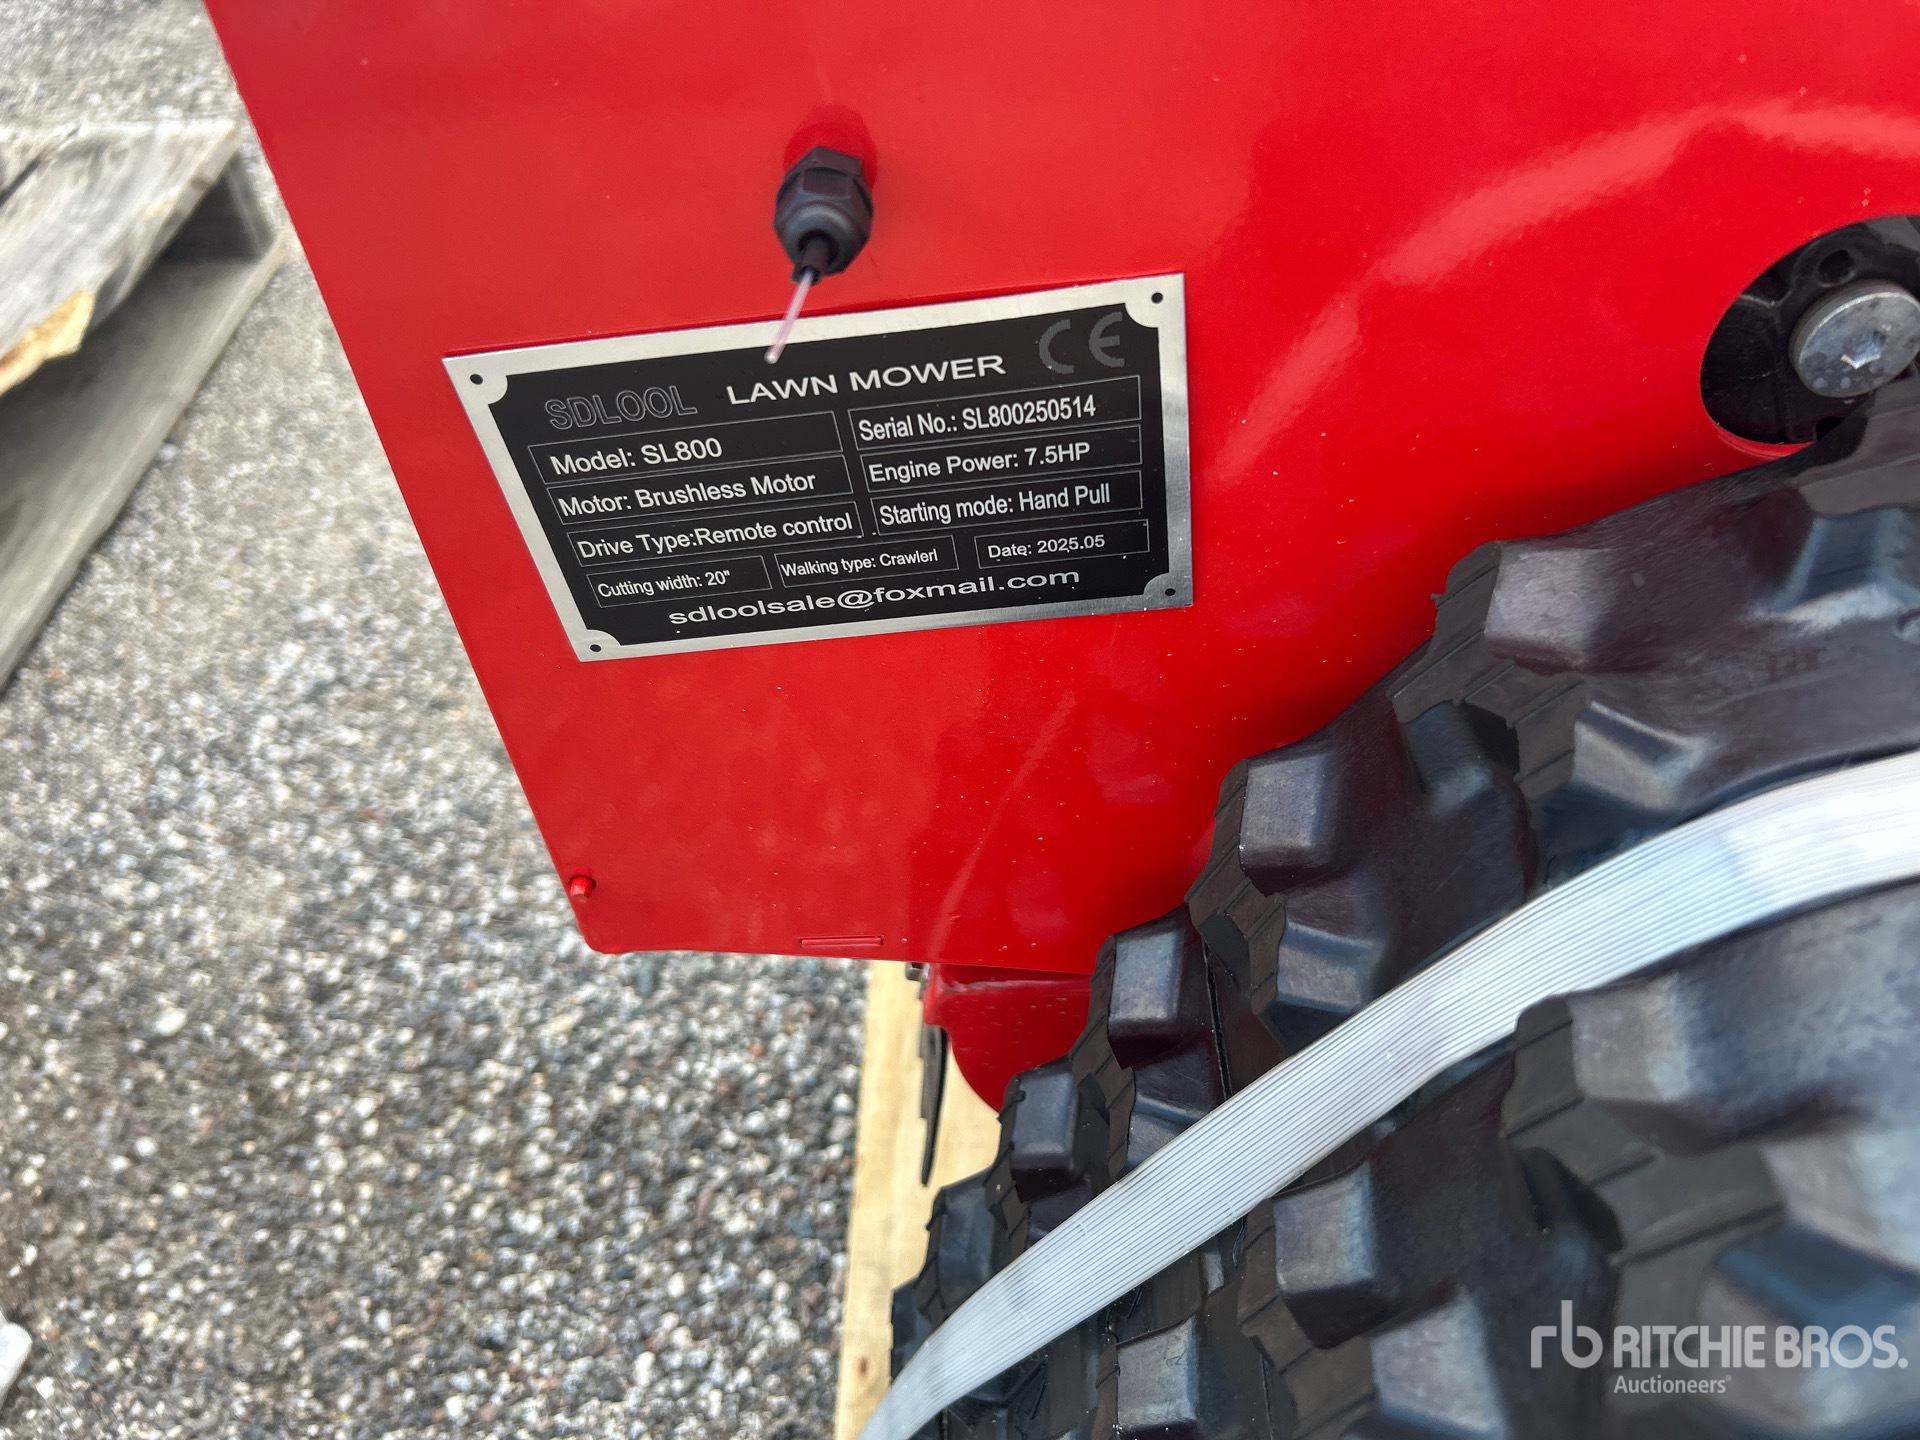 SDLOOL LAWN MOWER CE
Model: SL800 Serial No.: SL800250514
Motor: Brushless Motor Engine Power: 7.5HP
Drive Type:Remote control Starting mode: Hand Pull
Cutting width: 20" Walking type: Crawlerl Date: 2025.05
sdloolsale@foxmail.com
rb RITCHIE BROS.
Auctioneers